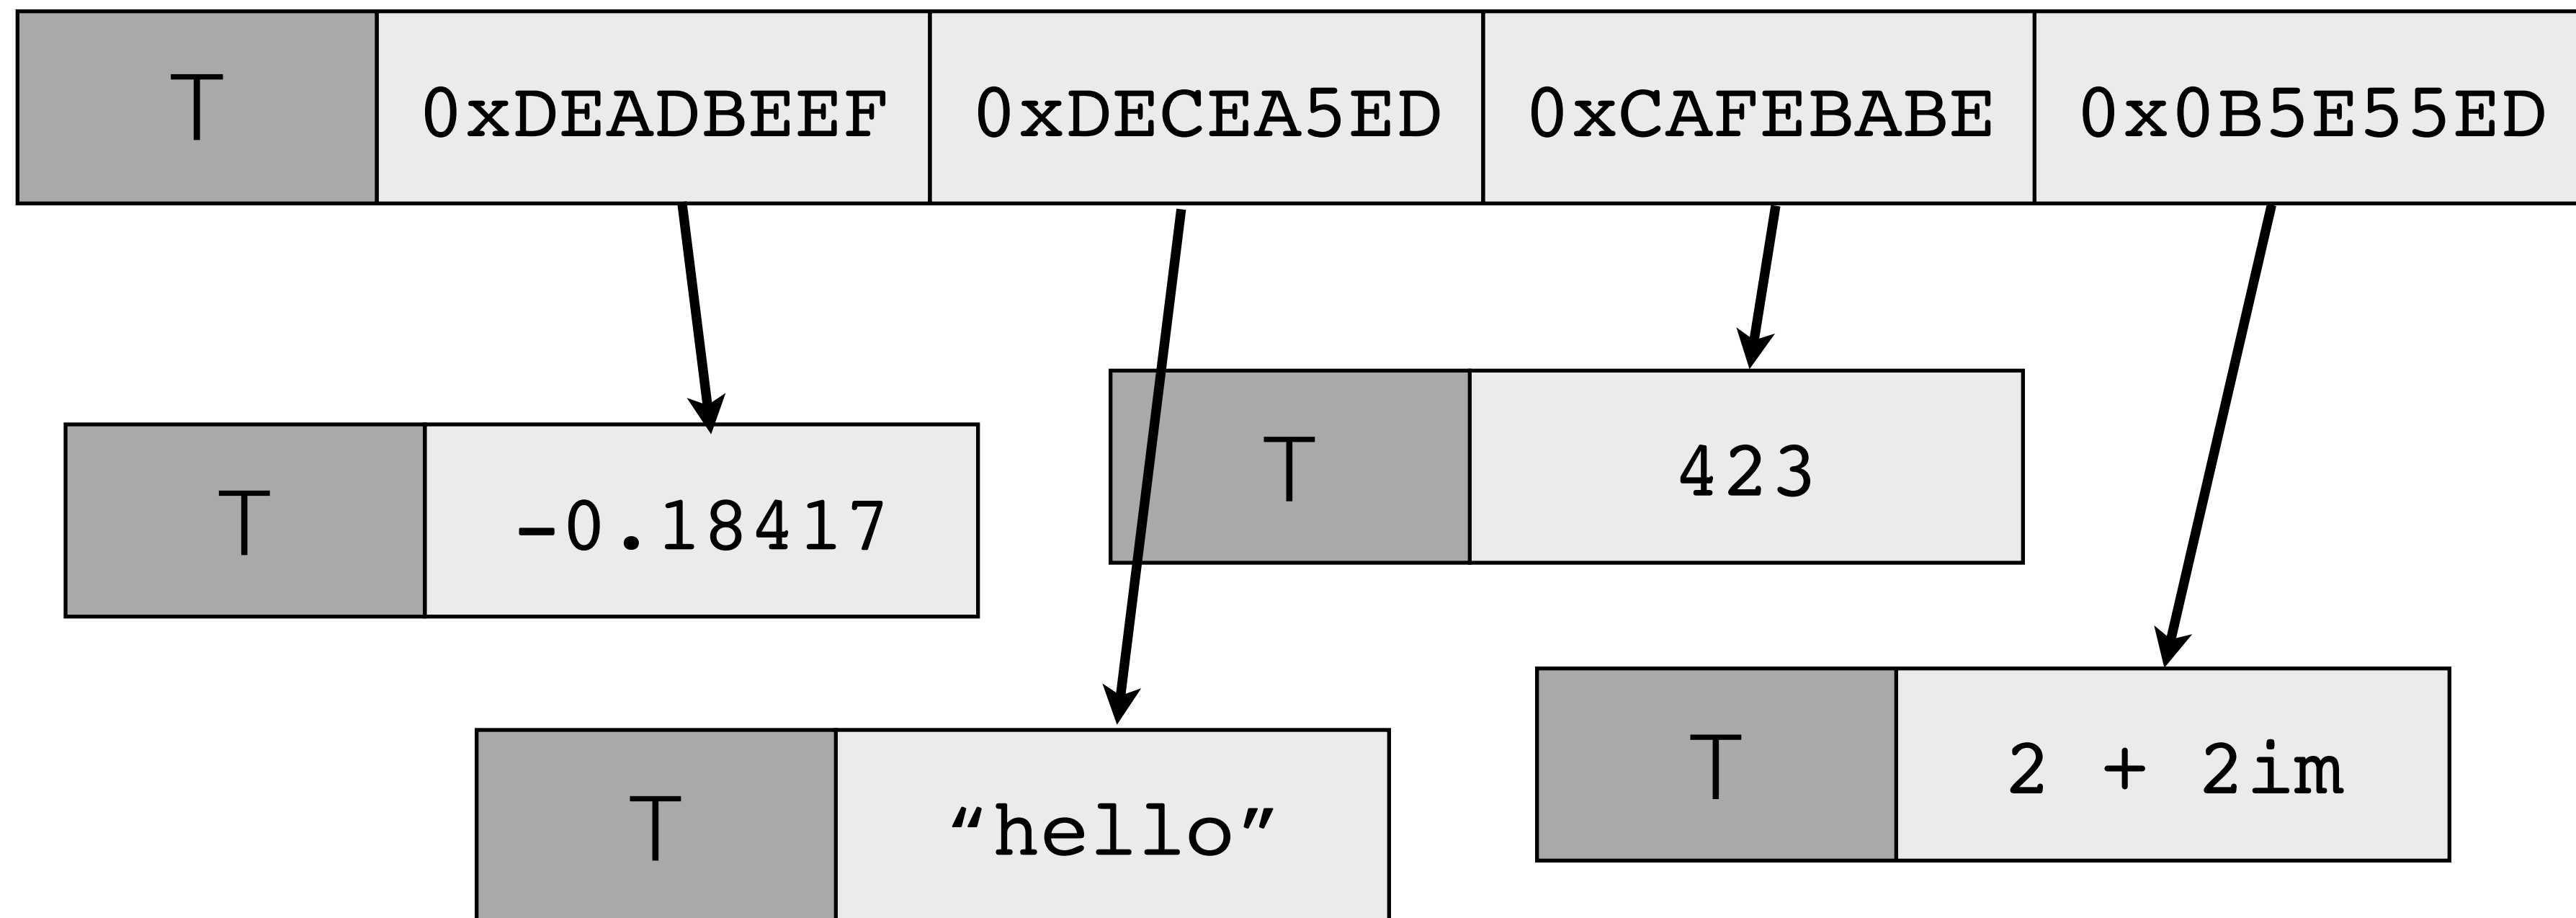 T 0xDEADBEEF 0xDECEA5ED 0xCAFEBABE 0x0B5E55ED
T 423
T -0.18417
T 2 + 2im
T “hello”